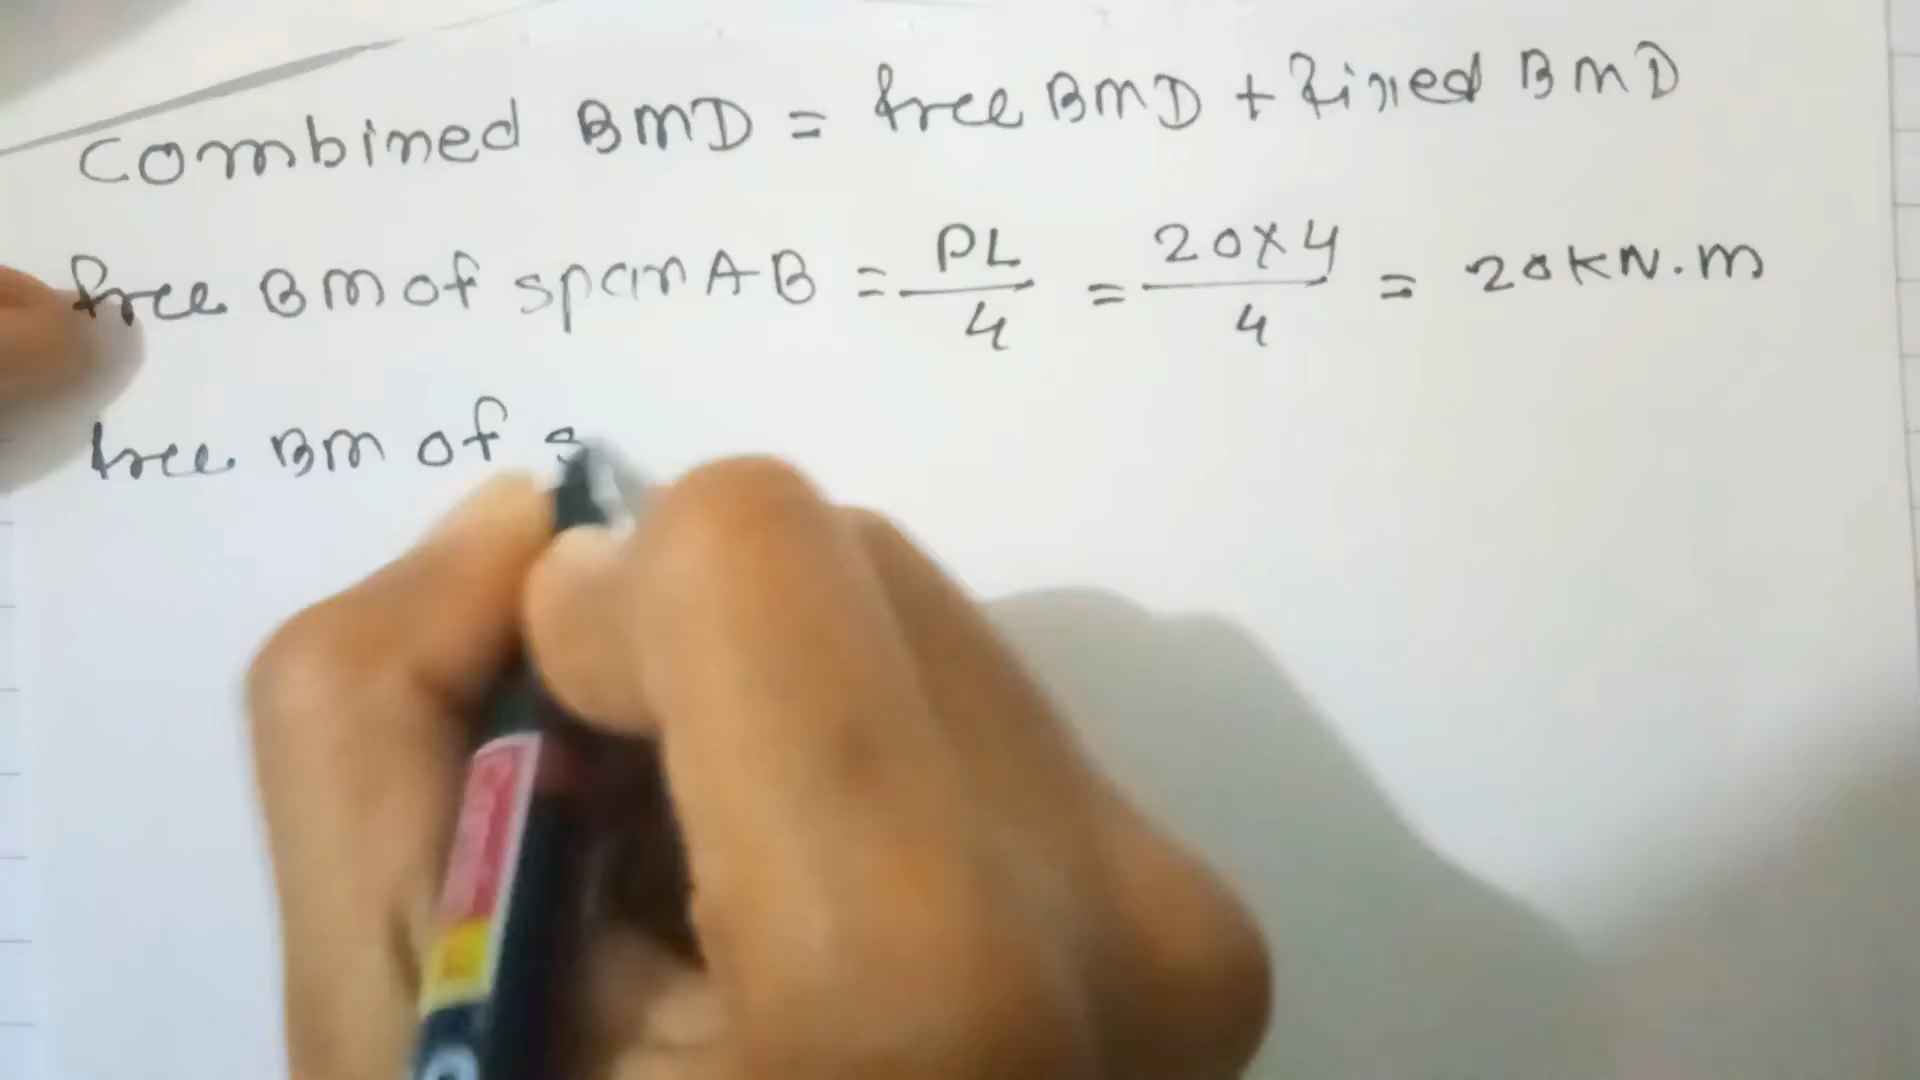 Combined BMD = free BMD + fixed BMD
free BM of span AB = PL/4 = 20×4/4 = 20KN.m
free BM of s